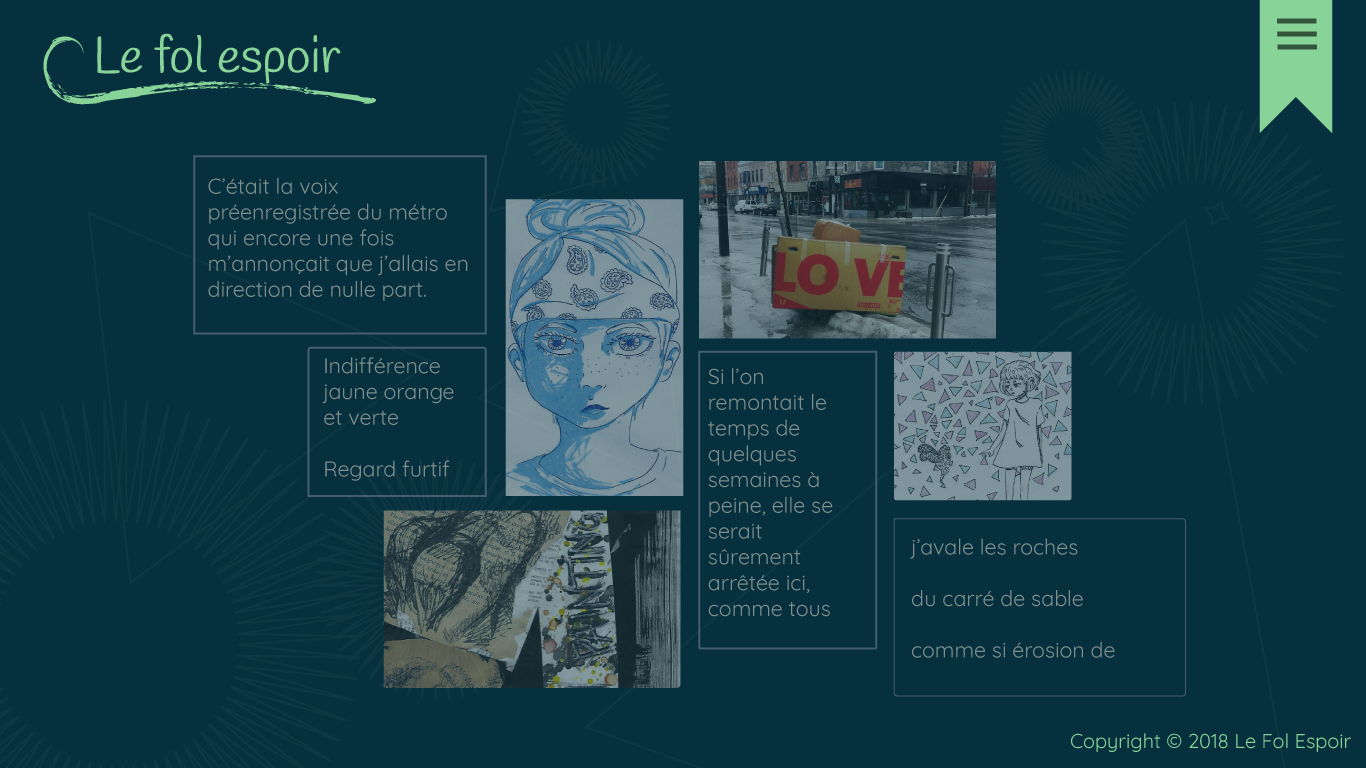 Le fol espoir
C'était la voix
préenregistrée du métro
qui encore une fois
m'annonçait que j'allais en
direction de nulle part.
Indifférence
jaune orange
et verte
Regard furtif
LOVE
Si l'on
remontait le
temps de
quelques
semaines à
peine, elle se
serait
sûrement
arrêtée ici,
comme tous
j'avale les roches
du carré de sable
comme si érosion de
Copyright © 2018 Le Fol Espoir